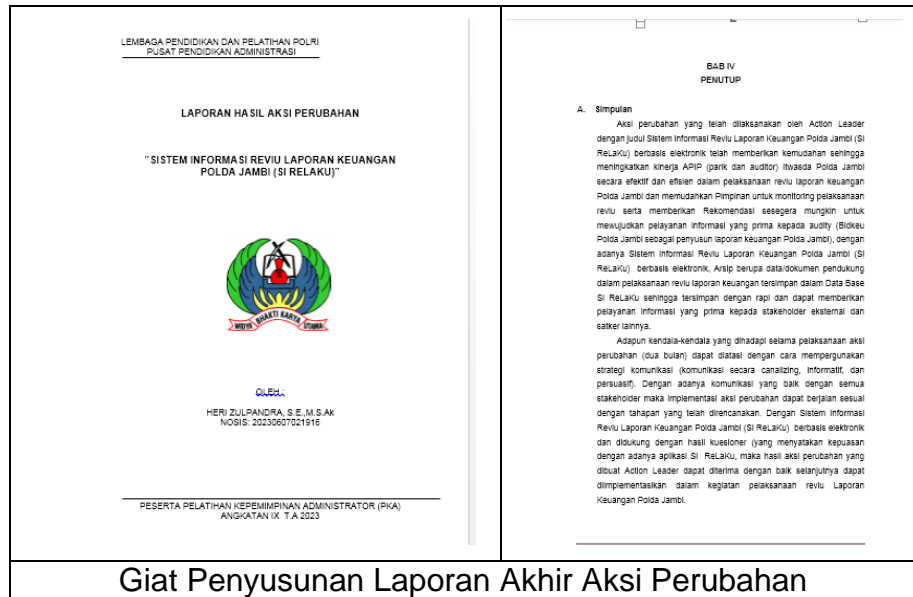 LEMBAGA PENDIDIKAN DAN PELATIHAN POLRI
PUSAT PENDIDIKAN ADMINISTRASI
LAPORAN HASIL AKSI PERUBAHAN
"SISTEM INFORMASI REVIU LAPORAN KEUANGAN
POLDA JAMBI (SI RELAKU)"
WIDYA BHAKTI KARYA UTAMA
OLEH :
HERI ZULPANDRA, S.E.,M.S.Ak
NOSIS: 20230607021916
PESERTA PELATIHAN KEPEMIMPINAN ADMINISTRATOR (PKA)
ANGKATAN IX T.A 2023
BAB IV
PENUTUP
A. Simpulan
Aksi perubahan yang telah dilaksanakan oleh Action Leader
dengan judul Sistem Informasi Reviu Laporan Keuangan Polda Jambi (SI
ReLaKu) berbasis elektronik telah memberikan kemudahan sehingga
meningkatkan kinerja APIP (parik dan auditor) Itwasda Polda Jambi
secara efektif dan efisien dalam pelaksanaan reviu laporan keuangan
Polda Jambi dan memudahkan Pimpinan untuk monitoring pelaksanaan
reviu serta memberikan Rekomendasi sesegera mungkin untuk
mewujudkan pelayanan informasi yang prima kepada audity (Bidkeu
Polda Jambi sebagai penyusun laporan keuangan Polda Jambi), dengan
adanya Sistem Informasi Reviu Laporan Keuangan Polda Jambi (SI
ReLaKu) berbasis elektronik, Arsip berupa data/dokumen pendukung
dalam pelaksanaan reviu laporan keuangan tersimpan dalam Data Base
SI ReLaKu sehingga tersimpan dengan rapi dan dapat memberikan
pelayanan informasi yang prima kepada stakeholder eksternal dan
satker lainnya.
Adapun kendala-kendala yang dihadapi selama pelaksanaan aksi
perubahan (dua bulan) dapat diatasi dengan cara mempergunakan
strategi komunikasi (komunikasi secara canalizing, informatif, dan
persuasif). Dengan adanya komunikasi yang baik dengan semua
stakeholder maka implementasi aksi perubahan dapat berjalan sesuai
dengan tahapan yang telah direncanakan. Dengan Sistem Informasi
Reviu Laporan Keuangan Polda Jambi (SI ReLaKu) berbasis elektronik
dan didukung dengan hasil kuesioner (yang menyatakan kepuasan
dengan adanya aplikasi SI ReLaKu, maka hasil aksi perubahan yang
dibuat Action Leader dapat diterima dengan baik selanjutnya dapat
diimplementasikan dalam kegiatan pelaksanaan reviu Laporan
Keuangan Polda Jambi.
Giat Penyusunan Laporan Akhir Aksi Perubahan